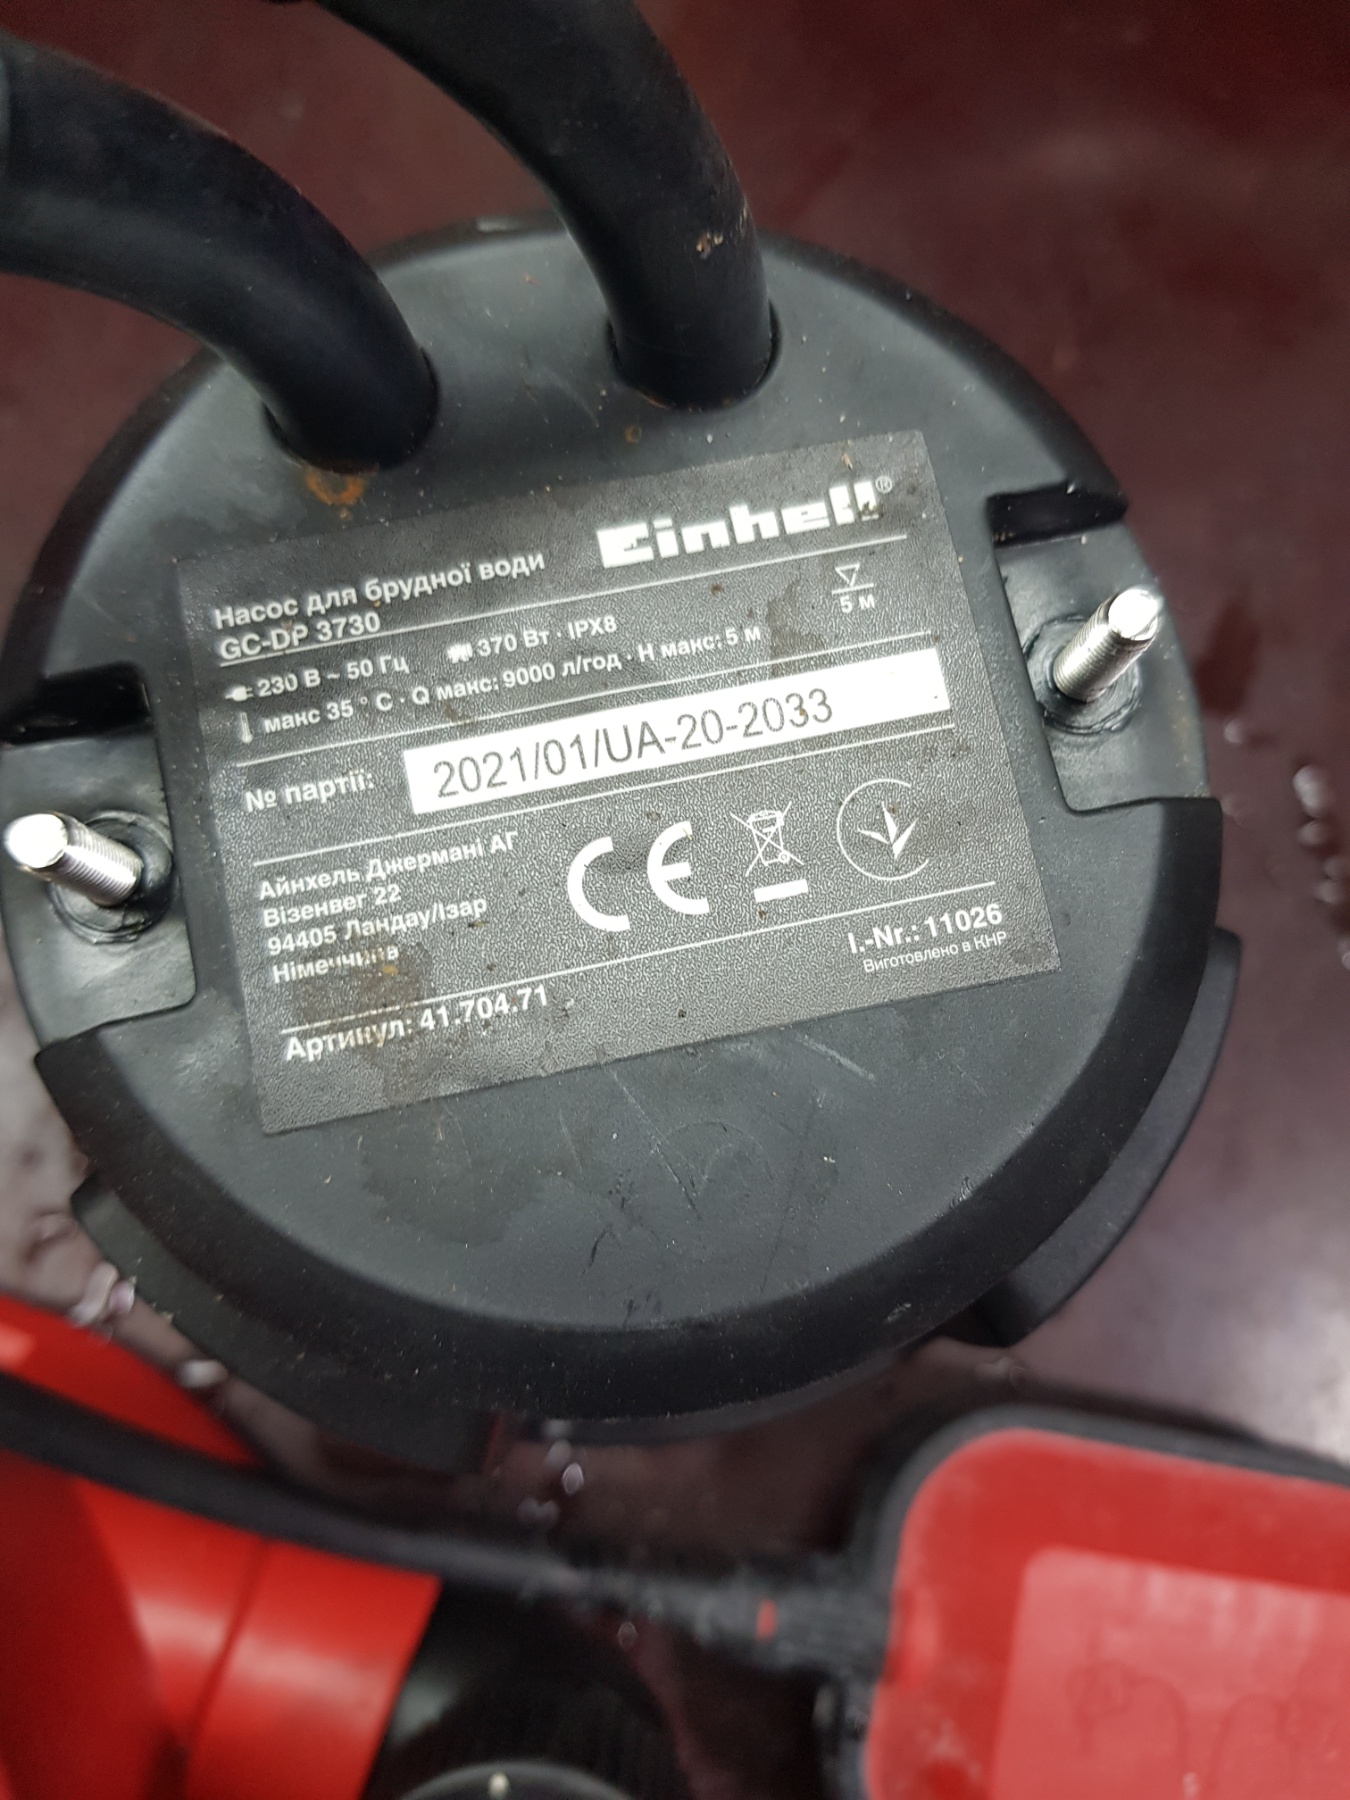 Einhell®
Насос для брудної води
GC-DP 3730
230 В ~ 50 Гц 370 Вт · IPX8
макс 35 ° C · Q макс: 9000 л/год · Н макс: 5 м
5 м
№ партії: 2021/01/UA-20-2033
Айнхель Джермані АГ
Візенвег 22
94405 Ландау/Ізар
Німеччина
CE
І.-Nr.: 11026
Виготовлено в КНР
Артикул: 41.704.71